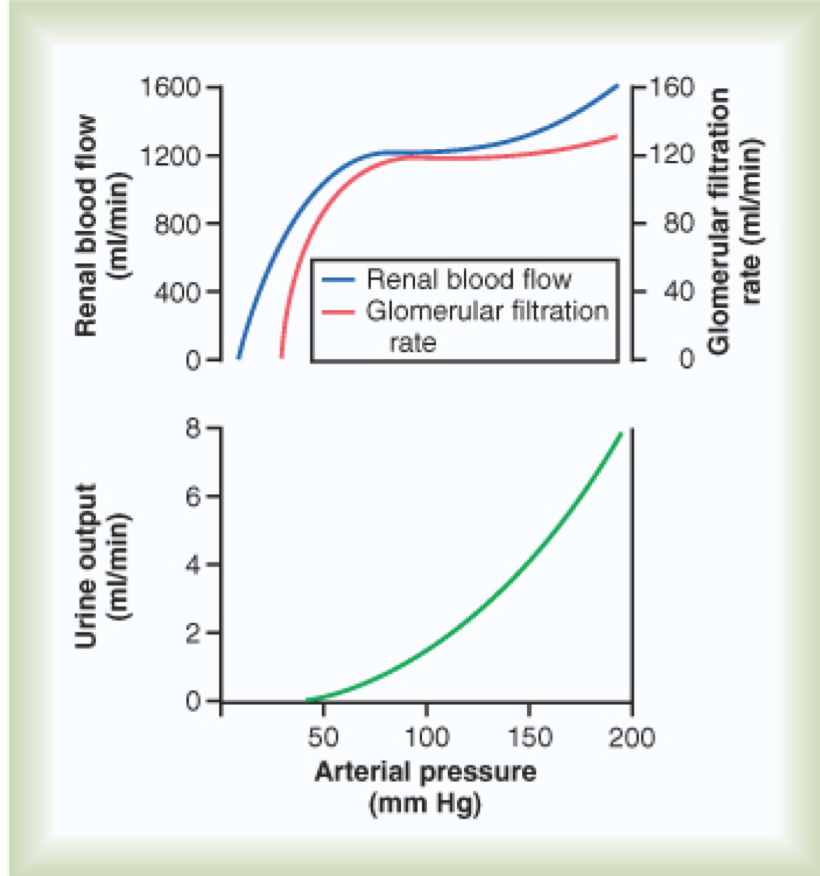 Renal blood flow
(ml/min)
1600
1200
800
400
0
160
120
80
40
0
Glomerular filtration
rate (ml/min)
Renal blood flow
Glomerular filtration
rate
Urine output
(ml/min)
8
6
4
2
0
50 100 150 200
Arterial pressure
(mm Hg)